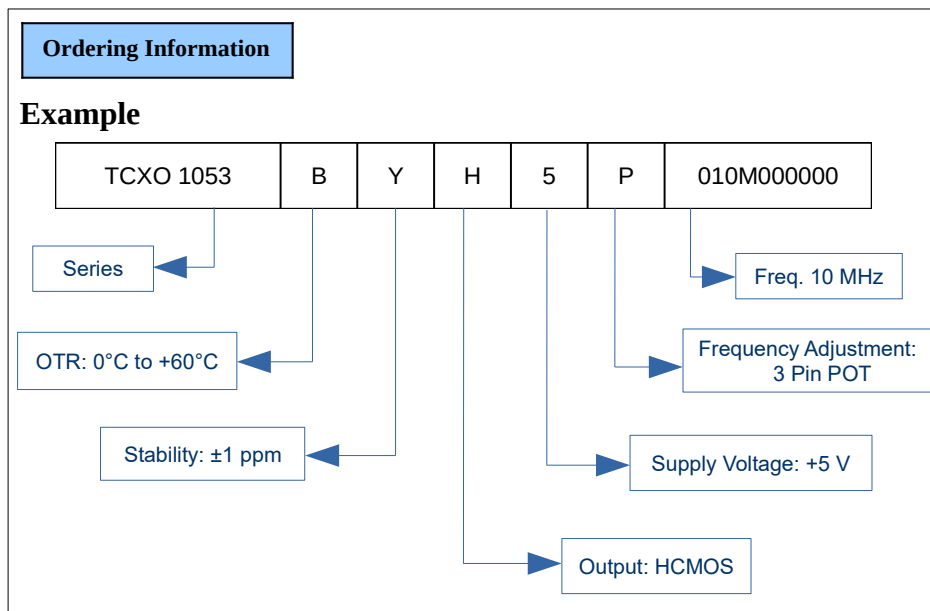 Ordering Information
Example
TCXO 1053 B Y H 5 P 010M000000
Series
Freq. 10 MHz
OTR: 0°C to +60°C
Frequency Adjustment:
3 Pin POT
Stability: ±1 ppm
Supply Voltage: +5 V
Output: HCMOS